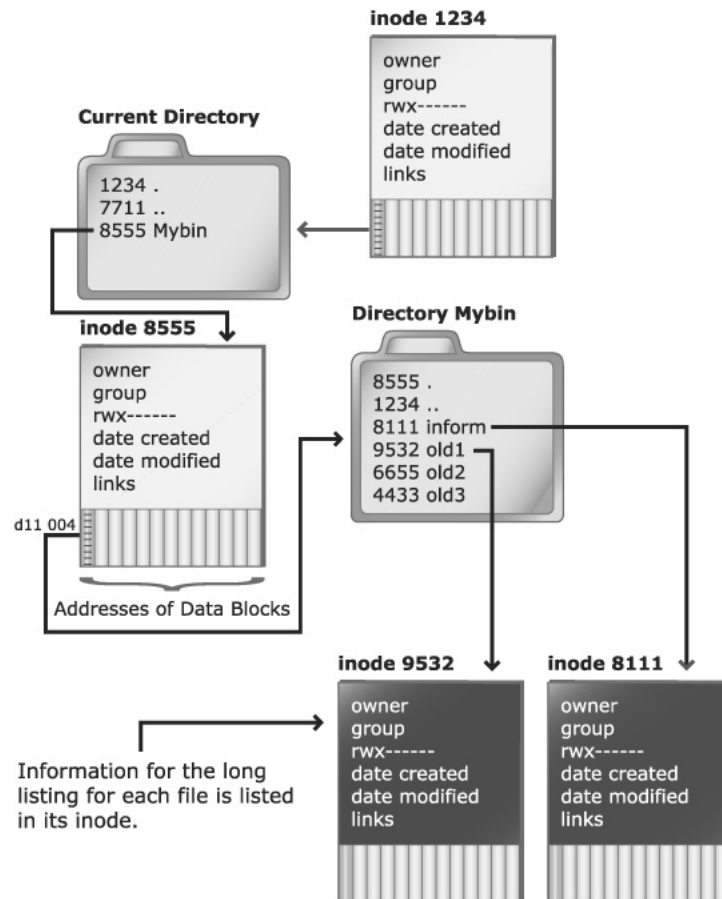 inode 1234
owner
group
rwx------
date created
date modified
links
Current Directory
1234 .
7711 ..
8555 Mybin
inode 8555
owner
group
rwx------
date created
date modified
links
d11 004
Addresses of Data Blocks
Directory Mybin
8555 .
1234 ..
8111 inform
9532 old1
6655 old2
4433 old3
inode 9532
owner
group
rwx------
date created
date modified
links
inode 8111
owner
group
rwx------
date created
date modified
links
Information for the long
listing for each file is listed
in its inode.